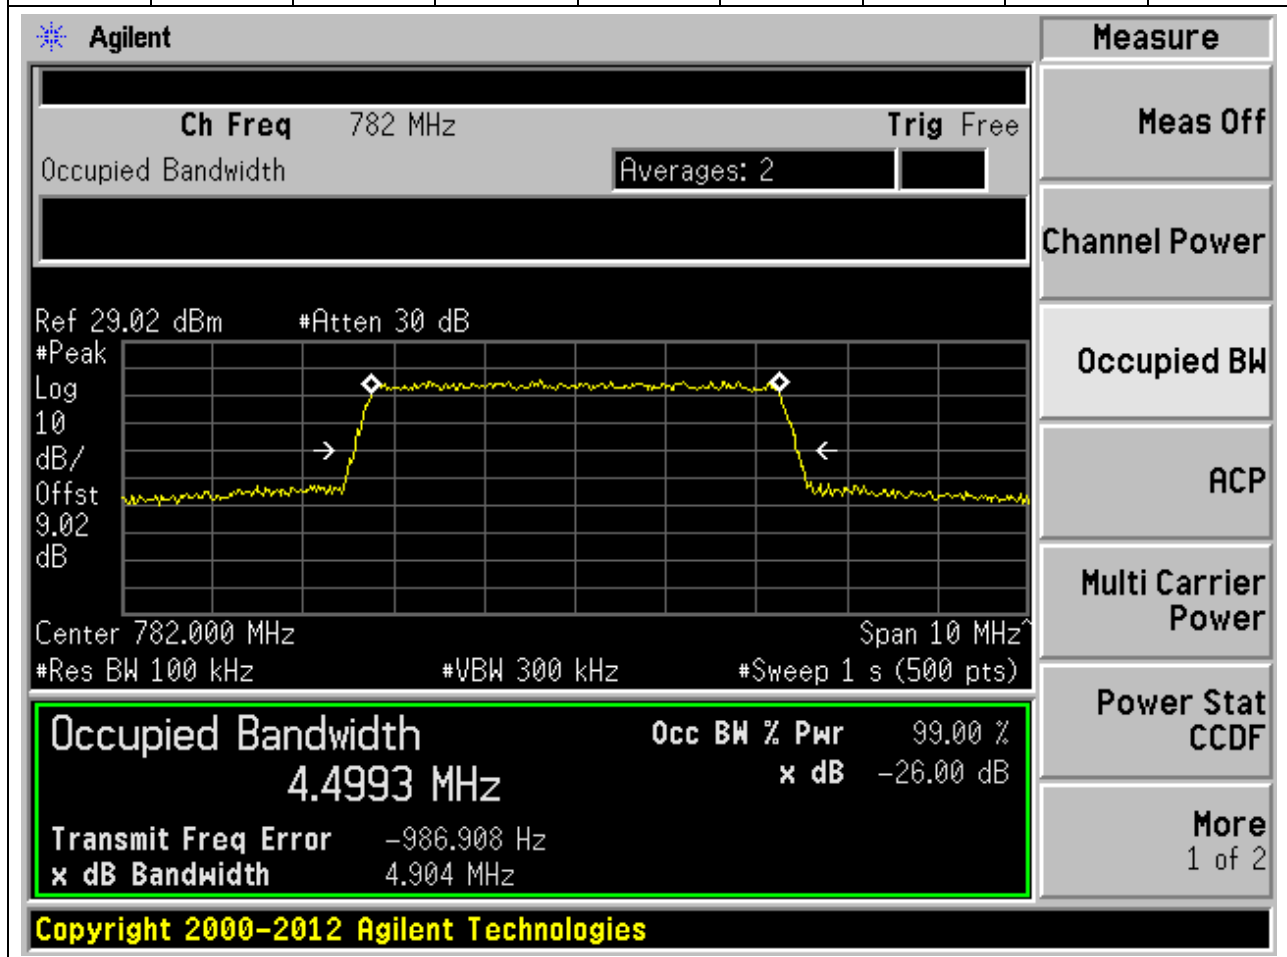 Agilent
Measure
Ch Freq 782 MHz Trig Free
Occupied Bandwidth Averages: 2
Meas Off
Channel Power
Occupied BW
ACP
Multi Carrier
Power
Power Stat
CCDF
More
1 of 2
Ref 29.02 dBm #Atten 30 dB
#Peak
Log
10
dB/
Offst
9.02
dB
Center 782.000 MHz Span 10 MHz^
#Res BW 100 kHz #VBW 300 kHz #Sweep 1 s (500 pts)
Occupied Bandwidth Occ BW % Pwr 99.00 %
4.4993 MHz x dB -26.00 dB
Transmit Freq Error -986.908 Hz
x dB Bandwidth 4.904 MHz
Copyright 2000-2012 Agilent Technologies